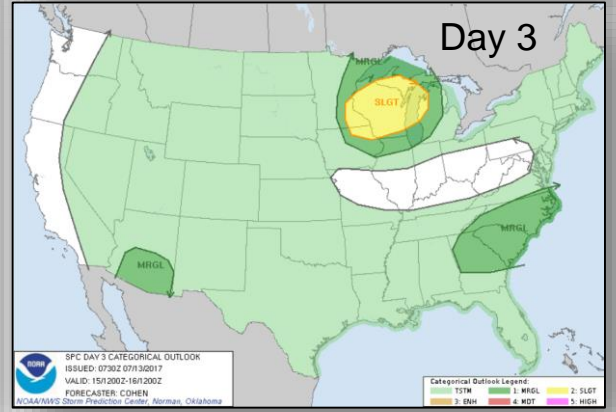 Day 3
MRGL
SLGT
MRGL
MRGL
NOAA
SPC DAY 3 CATEGORICAL OUTLOOK
ISSUED: 0730Z 07/13/2017
VALID: 15/1200Z-16/1200Z
FORECASTER: COHEN
NOAA/NWS Storm Prediction Center, Norman, Oklahoma
Categorical Outlook Legend:
TSTM 1: MRGL 2: SLGT
3: ENH 4: MDT 5: HIGH